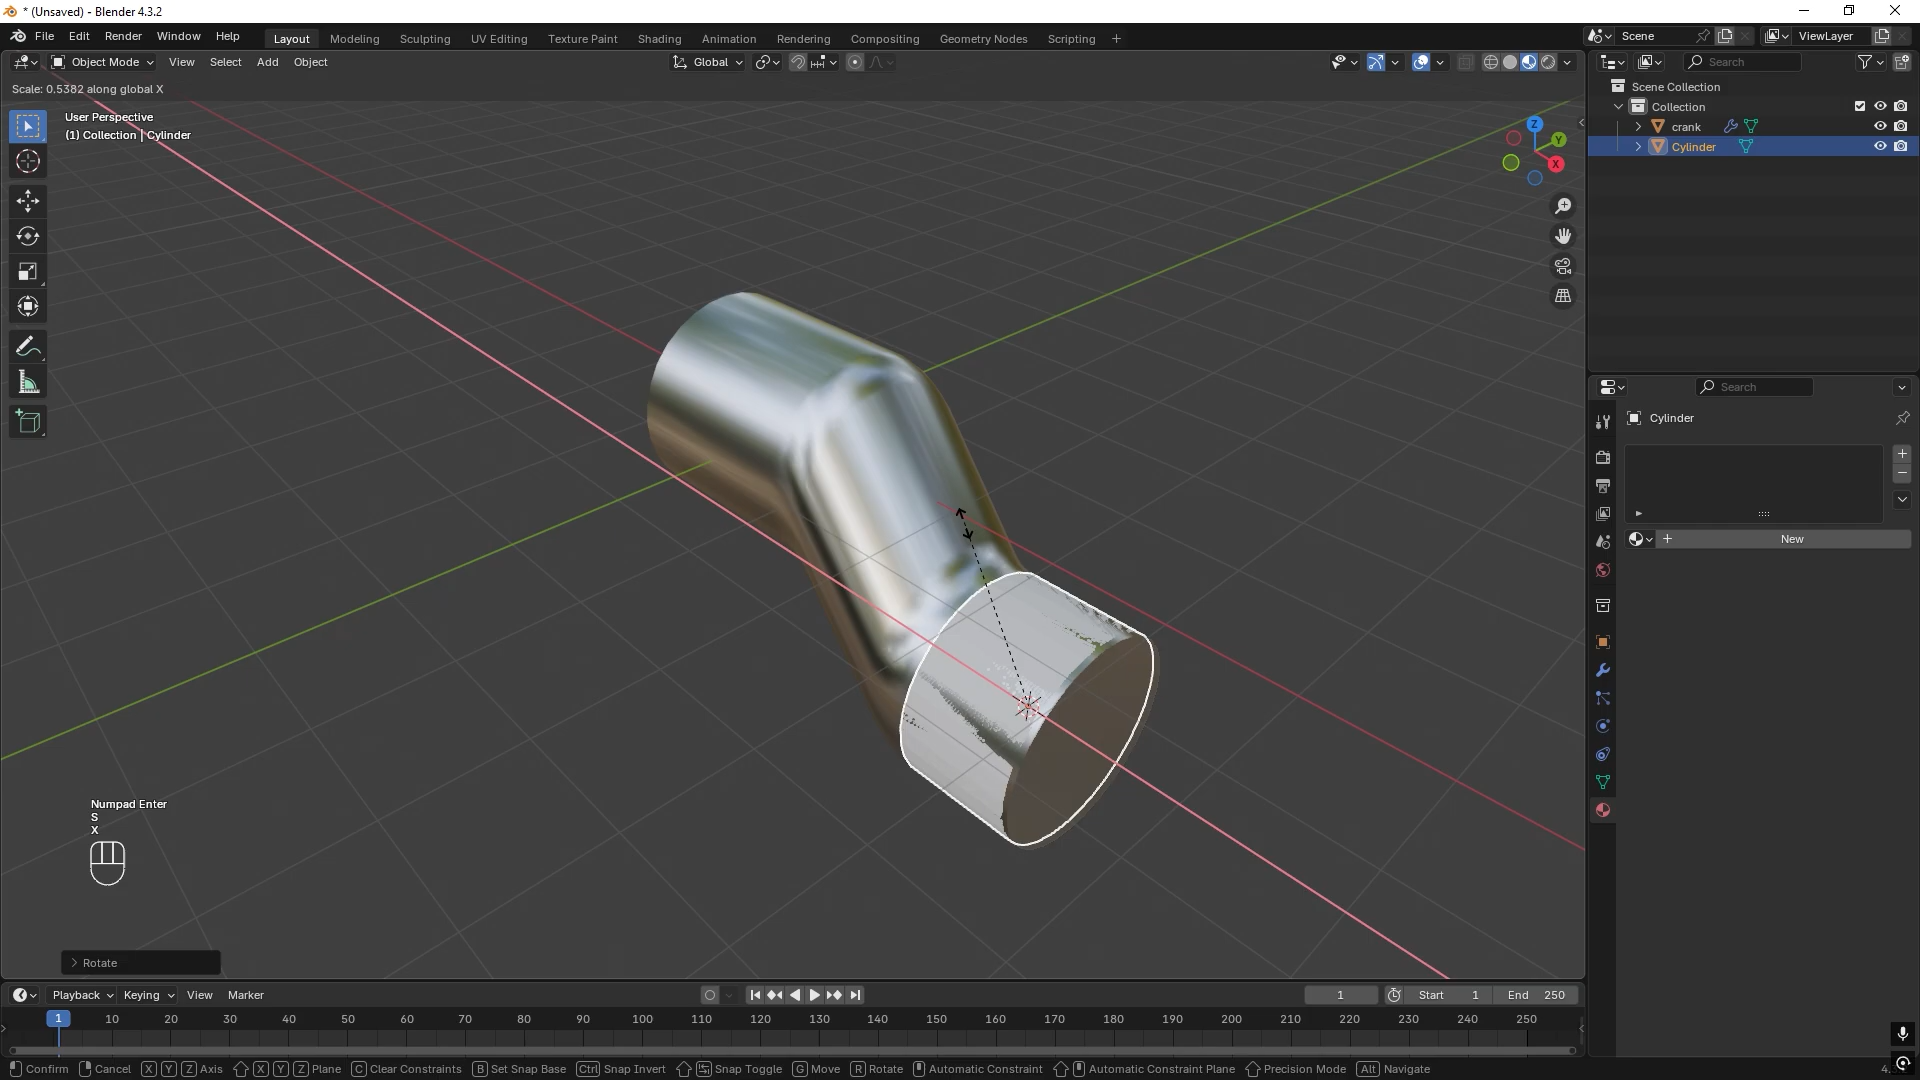 * (Unsaved) - Blender 4.3.2
File Edit Render Window Help Layout Modeling Sculpting UV Editing Texture Paint Shading Animation Rendering Compositing Geometry Nodes Scripting + Scene ViewLayer
Object Mode View Select Add Object Global Search
Scale: 0.5382 along global X
Scene Collection
Collection
crank
Cylinder
User Perspective
(1) Collection | Cylinder
Z
Y
X
Search
Cylinder
+
−
+ New
Numpad Enter
S
X
Rotate
Playback Keying View Marker 1 Start 1 End 250
1 10 20 30 40 50 60 70 80 90 100 110 120 130 140 150 160 170 180 190 200 210 220 230 240 250
Confirm Cancel X Y Z Axis X Y Z Plane C Clear Constraints B Set Snap Base Ctrl Snap Invert Snap Toggle G Move R Rotate Automatic Constraint Automatic Constraint Plane Precision Mode Alt Navigate